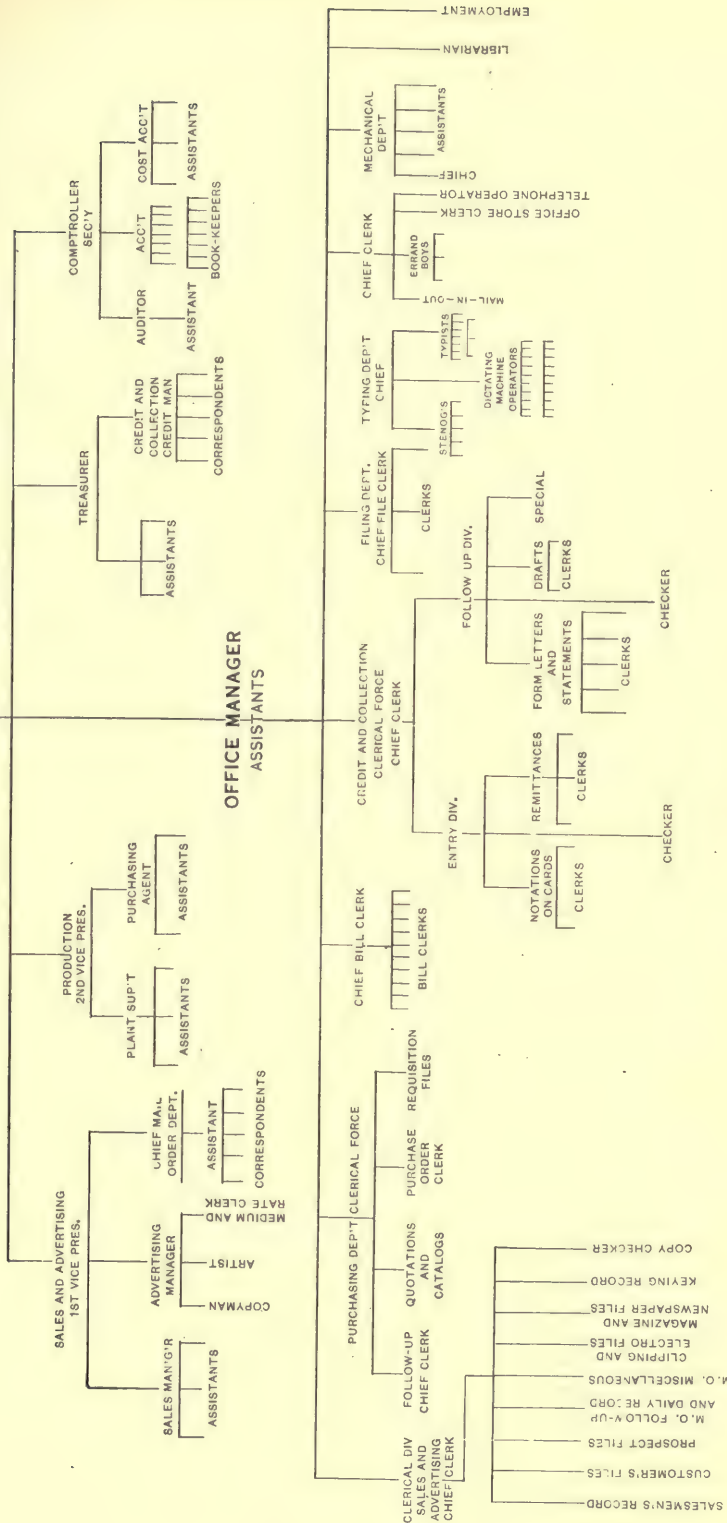 SALES AND ADVERTISING
1ST VICE PRES.
SALES MAN'G'R
ASSISTANTS
ADVERTISING
MANAGER
COPYMAN
ARTIST
MEDIUM AND
RATE CLERK
CHIEF MAIL
ORDER DEPT.
ASSISTANT
CORRESPONDENTS
PRODUCTION
2ND VICE PRES.
PLANT SUP'T
ASSISTANTS
PURCHASING
AGENT
ASSISTANTS
TREASURER
ASSISTANTS
CREDIT AND
COLLECTION
CREDIT MAN
CORRESPONDENTS
COMPTROLLER
SEC'Y
AUDITOR
ASSISTANT
ACC'T
BOOK-KEEPERS
COST ACC'T
ASSISTANTS
OFFICE MANAGER
ASSISTANTS
CLERICAL DIV
SALES AND
ADVERTISING
CHIEF CLERK
SALESMEN'S RECORD
CUSTOMER'S FILES
PROSPECT FILES
M.O. FOLLOW-UP
AND DAILY RECORD
M.O. MISCELLANEOUS
CLIPPING AND
ELECTRO FILES
MAGAZINE AND
NEWSPAPER FILES
KEYING RECORD
COPY CHECKER
PURCHASING DEP'T CLERICAL FORCE
FOLLOW-UP
CHIEF CLERK
QUOTATIONS
AND
CATALOGS
PURCHASE
ORDER
CLERK
REQUISITION
FILES
CHIEF BILL CLERK
BILL CLERKS
CREDIT AND COLLECTION
CLERICAL FORCE
CHIEF CLERK
ENTRY DIV.
NOTATIONS
ON CARDS
CLERKS
REMITTANCES
CLERKS
CHECKER
FOLLOW UP DIV.
FORM LETTERS
AND
STATEMENTS
CLERKS
DRAFTS
CLERKS
SPECIAL
CHECKER
FILING DEPT.
CHIEF FILE CLERK
CLERKS
TYPING DEP'T
CHIEF
STENOG'S
DICTATING
MACHINE
OPERATORS
TYPISTS
CHIEF CLERK
MAIL-IN-OUT
ERRAND
BOYS
OFFICE STORE CLERK
TELEPHONE OPERATOR
MECHANICAL
DEP'T
CHIEF
ASSISTANTS
LIBRARIAN
EMPLOYMENT